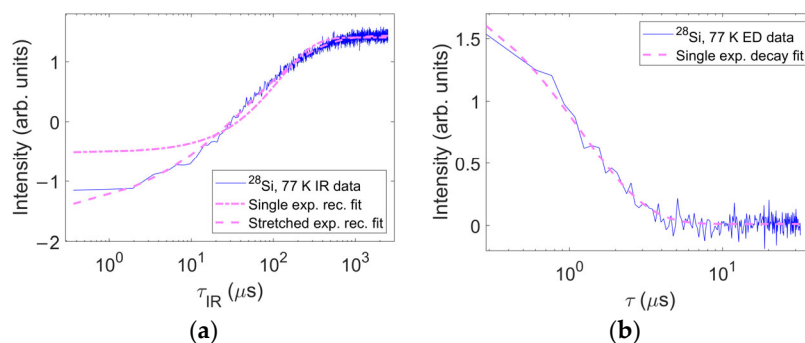 1
0
−1
−2
Intensity (arb. units)
²⁸Si, 77 K IR data
Single exp. rec. fit
Stretched exp. rec. fit
10⁰ 10¹ 10² 10³
τ_IR (μs)
(a)
1.5
1
0.5
0
Intensity (arb. units)
²⁸Si, 77 K ED data
Single exp. decay fit
10⁰ 10¹
τ (μs)
(b)